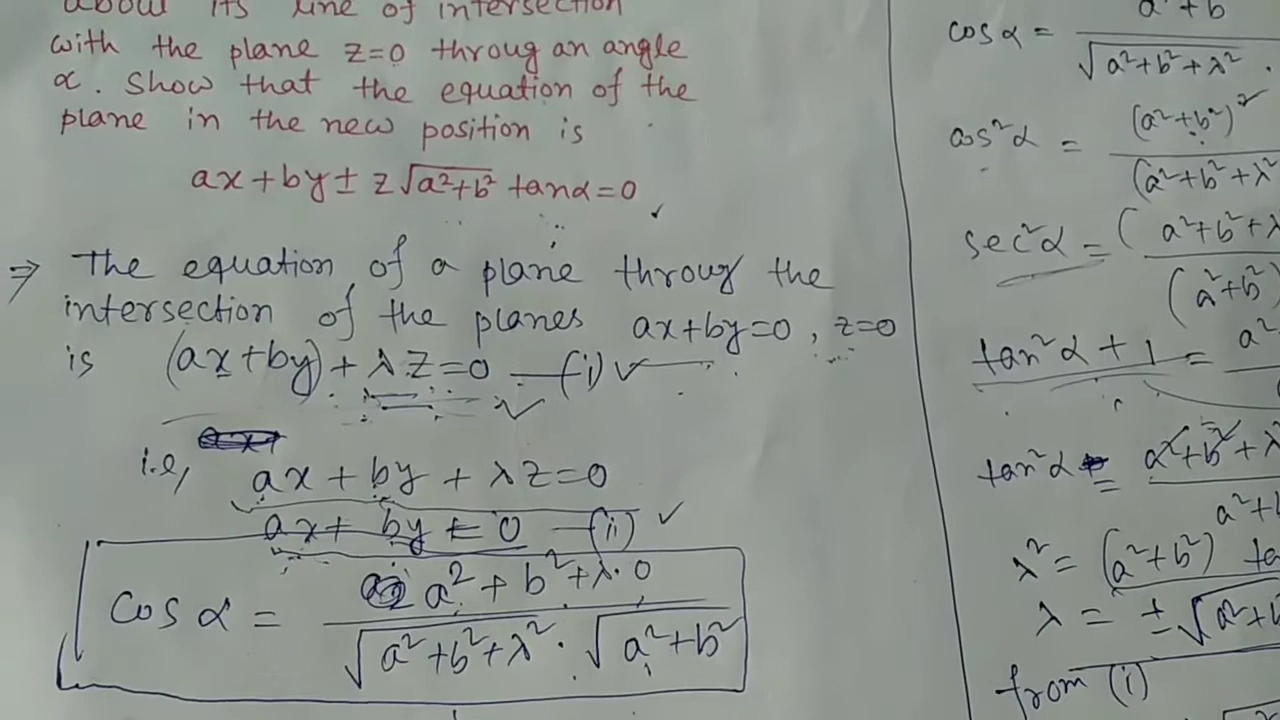 about its line of intersection
with the plane z=0 throug an angle
α. Show that the equation of the
plane in the new position is
ax+by ± z√(a²+b²) tanα=0
⇒ The equation of a plane throug the
intersection of the planes ax+by=0, z=0
is (ax+by)+λz=0 —(i)
i.e, ax+by+λz=0
ax+by=0 —(ii)
cos α = (a²+b²+λ·0) / (√(a²+b²+λ²) · √(a²+b²))
cosα = (a²+b / √(a²+b²+λ²) .
cos²α = (a²+b²)² / (a²+b²+λ²
sec²α = (a²+b²+λ / (a²+b²)
tan²α + 1 = a²
tan²α = a²+b²+λ / a²+b
λ² = (a²+b²) ta
λ = ±√(a²+b
from (i)